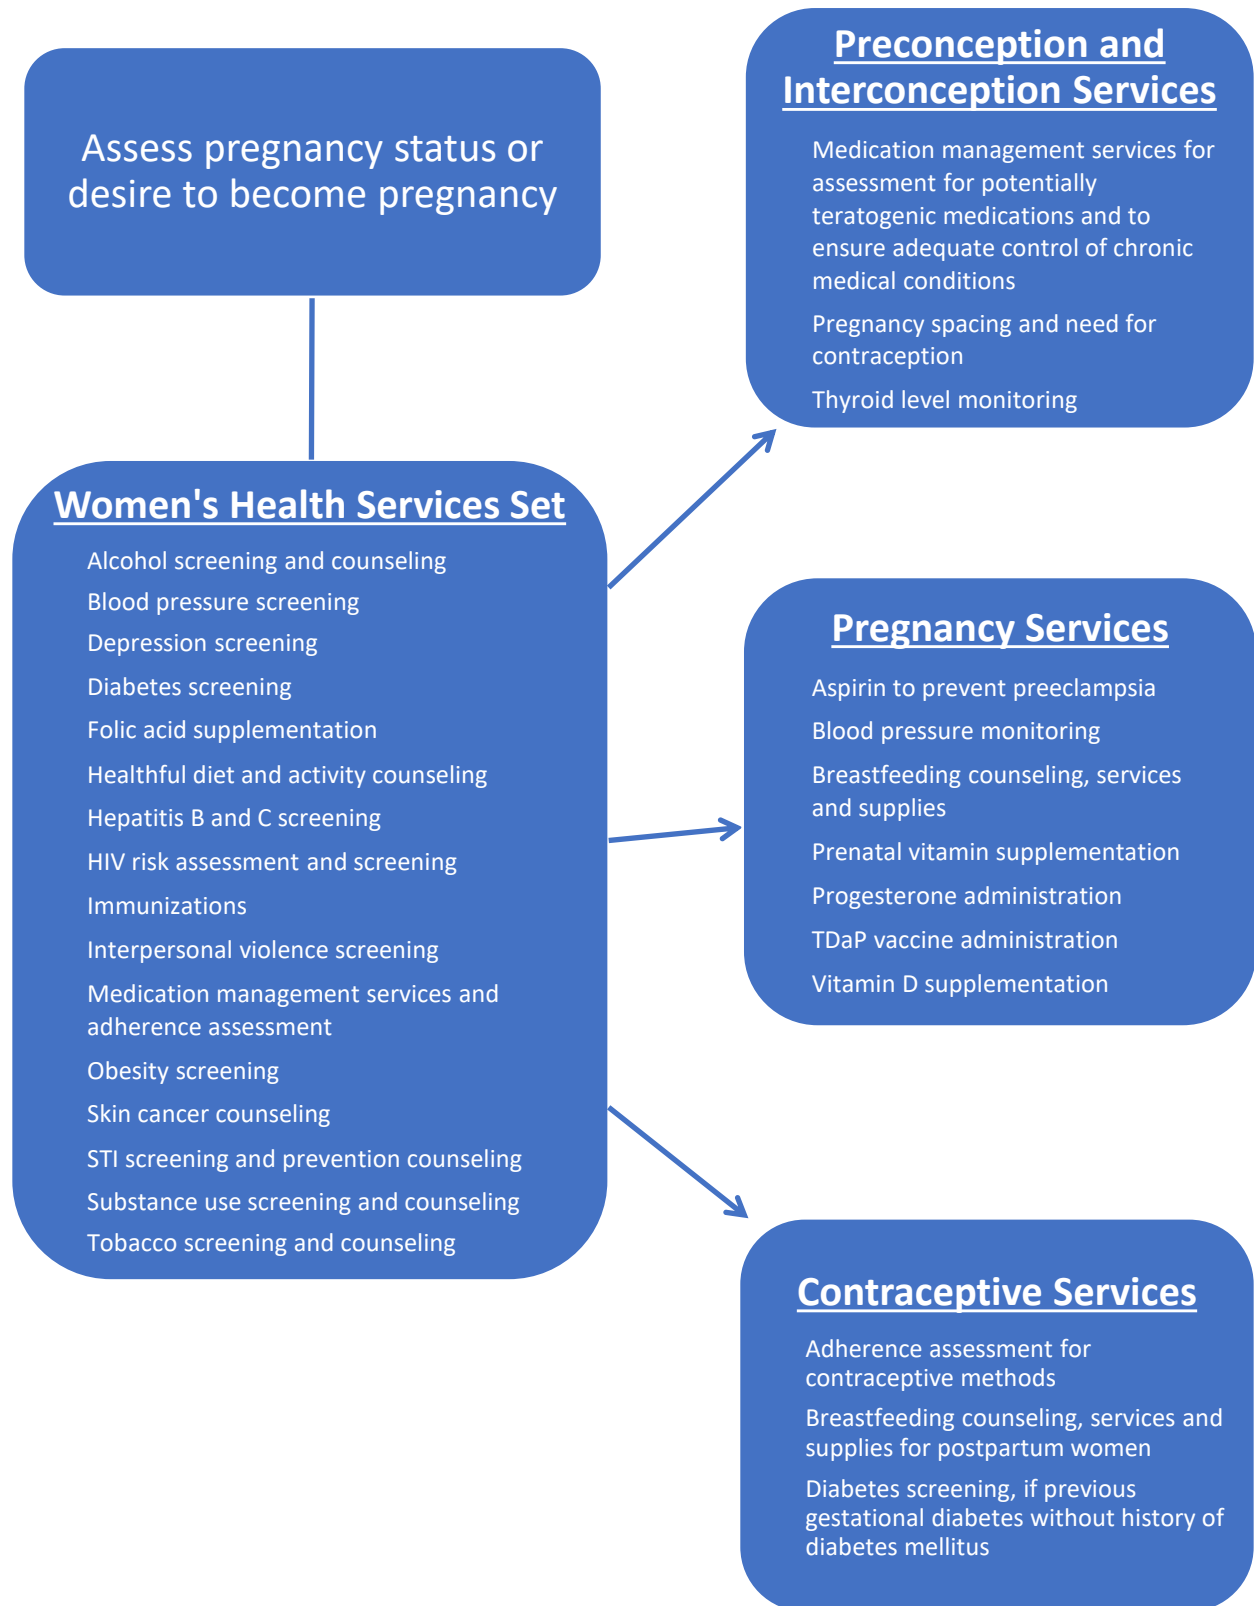 Assess pregnancy status or
desire to become pregnancy
Women's Health Services Set
Alcohol screening and counseling
Blood pressure screening
Depression screening
Diabetes screening
Folic acid supplementation
Healthful diet and activity counseling
Hepatitis B and C screening
HIV risk assessment and screening
Immunizations
Interpersonal violence screening
Medication management services and
adherence assessment
Obesity screening
Skin cancer counseling
STI screening and prevention counseling
Substance use screening and counseling
Tobacco screening and counseling
Preconception and
Interconception Services
Medication management services for
assessment for potentially
teratogenic medications and to
ensure adequate control of chronic
medical conditions
Pregnancy spacing and need for
contraception
Thyroid level monitoring
Pregnancy Services
Aspirin to prevent preeclampsia
Blood pressure monitoring
Breastfeeding counseling, services
and supplies
Prenatal vitamin supplementation
Progesterone administration
TDaP vaccine administration
Vitamin D supplementation
Contraceptive Services
Adherence assessment for
contraceptive methods
Breastfeeding counseling, services and
supplies for postpartum women
Diabetes screening, if previous
gestational diabetes without history of
diabetes mellitus